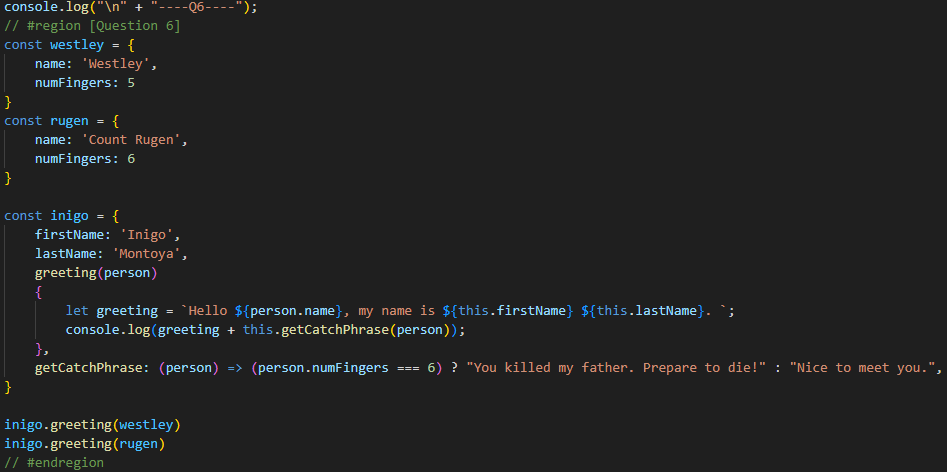 console.log("\n" + "----Q6----");
// #region [Question 6]
const westley = {
    name: 'Westley',
    numFingers: 5
}
const rugen = {
    name: 'Count Rugen',
    numFingers: 6
}

const inigo = {
    firstName: 'Inigo',
    lastName: 'Montoya',
    greeting(person)
    {
        let greeting = `Hello ${person.name}, my name is ${this.firstName} ${this.lastName}. `;
        console.log(greeting + this.getCatchPhrase(person));
    },
    getCatchPhrase: (person) => (person.numFingers === 6) ? "You killed my father. Prepare to die!" : "Nice to meet you.",
}

inigo.greeting(westley)
inigo.greeting(rugen)
// #endregion